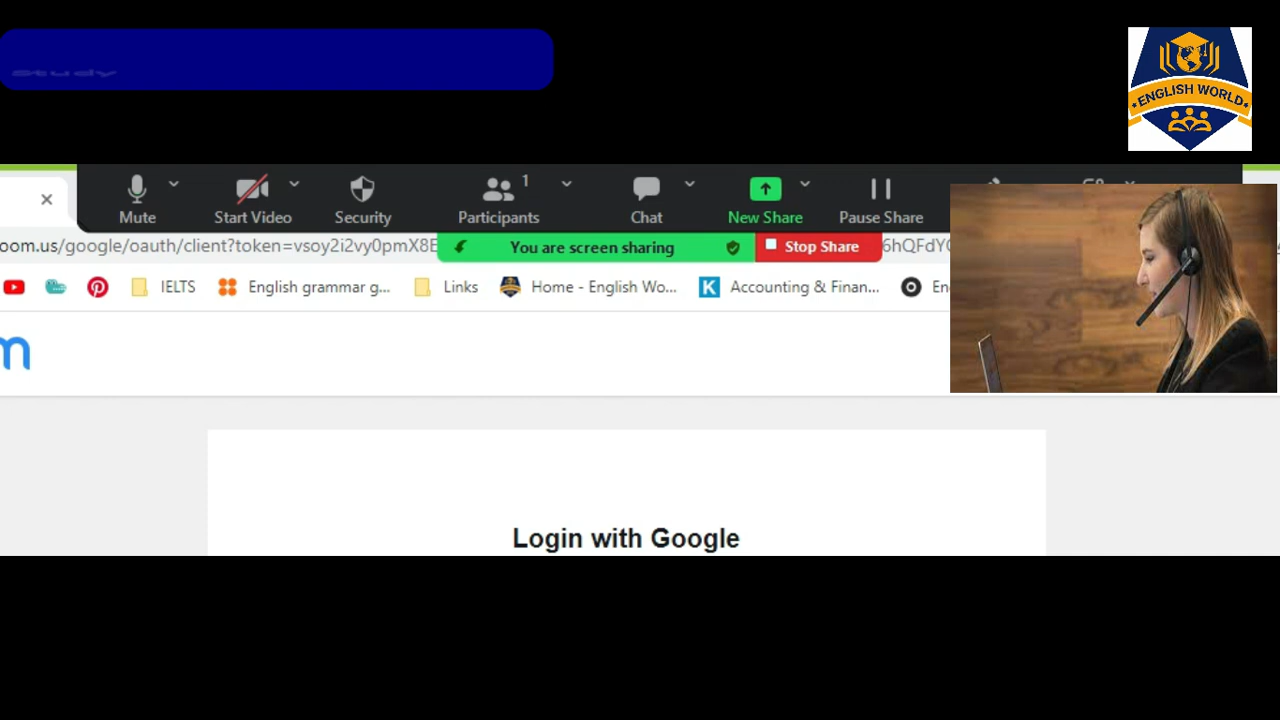 Study
ENGLISH WORLD
1
Mute
Start Video
Security
Participants
Chat
New Share
Pause Share
oom.us/google/oauth/client?token=vsoy2i2vy0pmX8E
You are screen sharing
Stop Share
6hQFdY
IELTS
English grammar g...
Links
Home - English Wo...
K
Accounting & Finan...
En
m
Login with Google